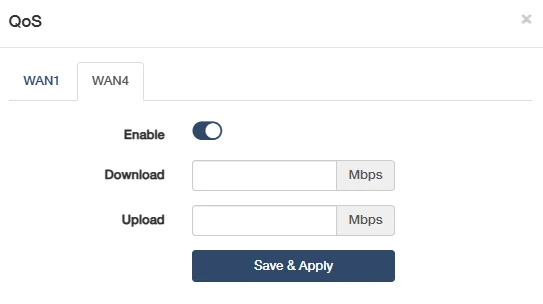 QoS ×
WAN1 WAN4
Enable
Download Mbps
Upload Mbps
Save & Apply